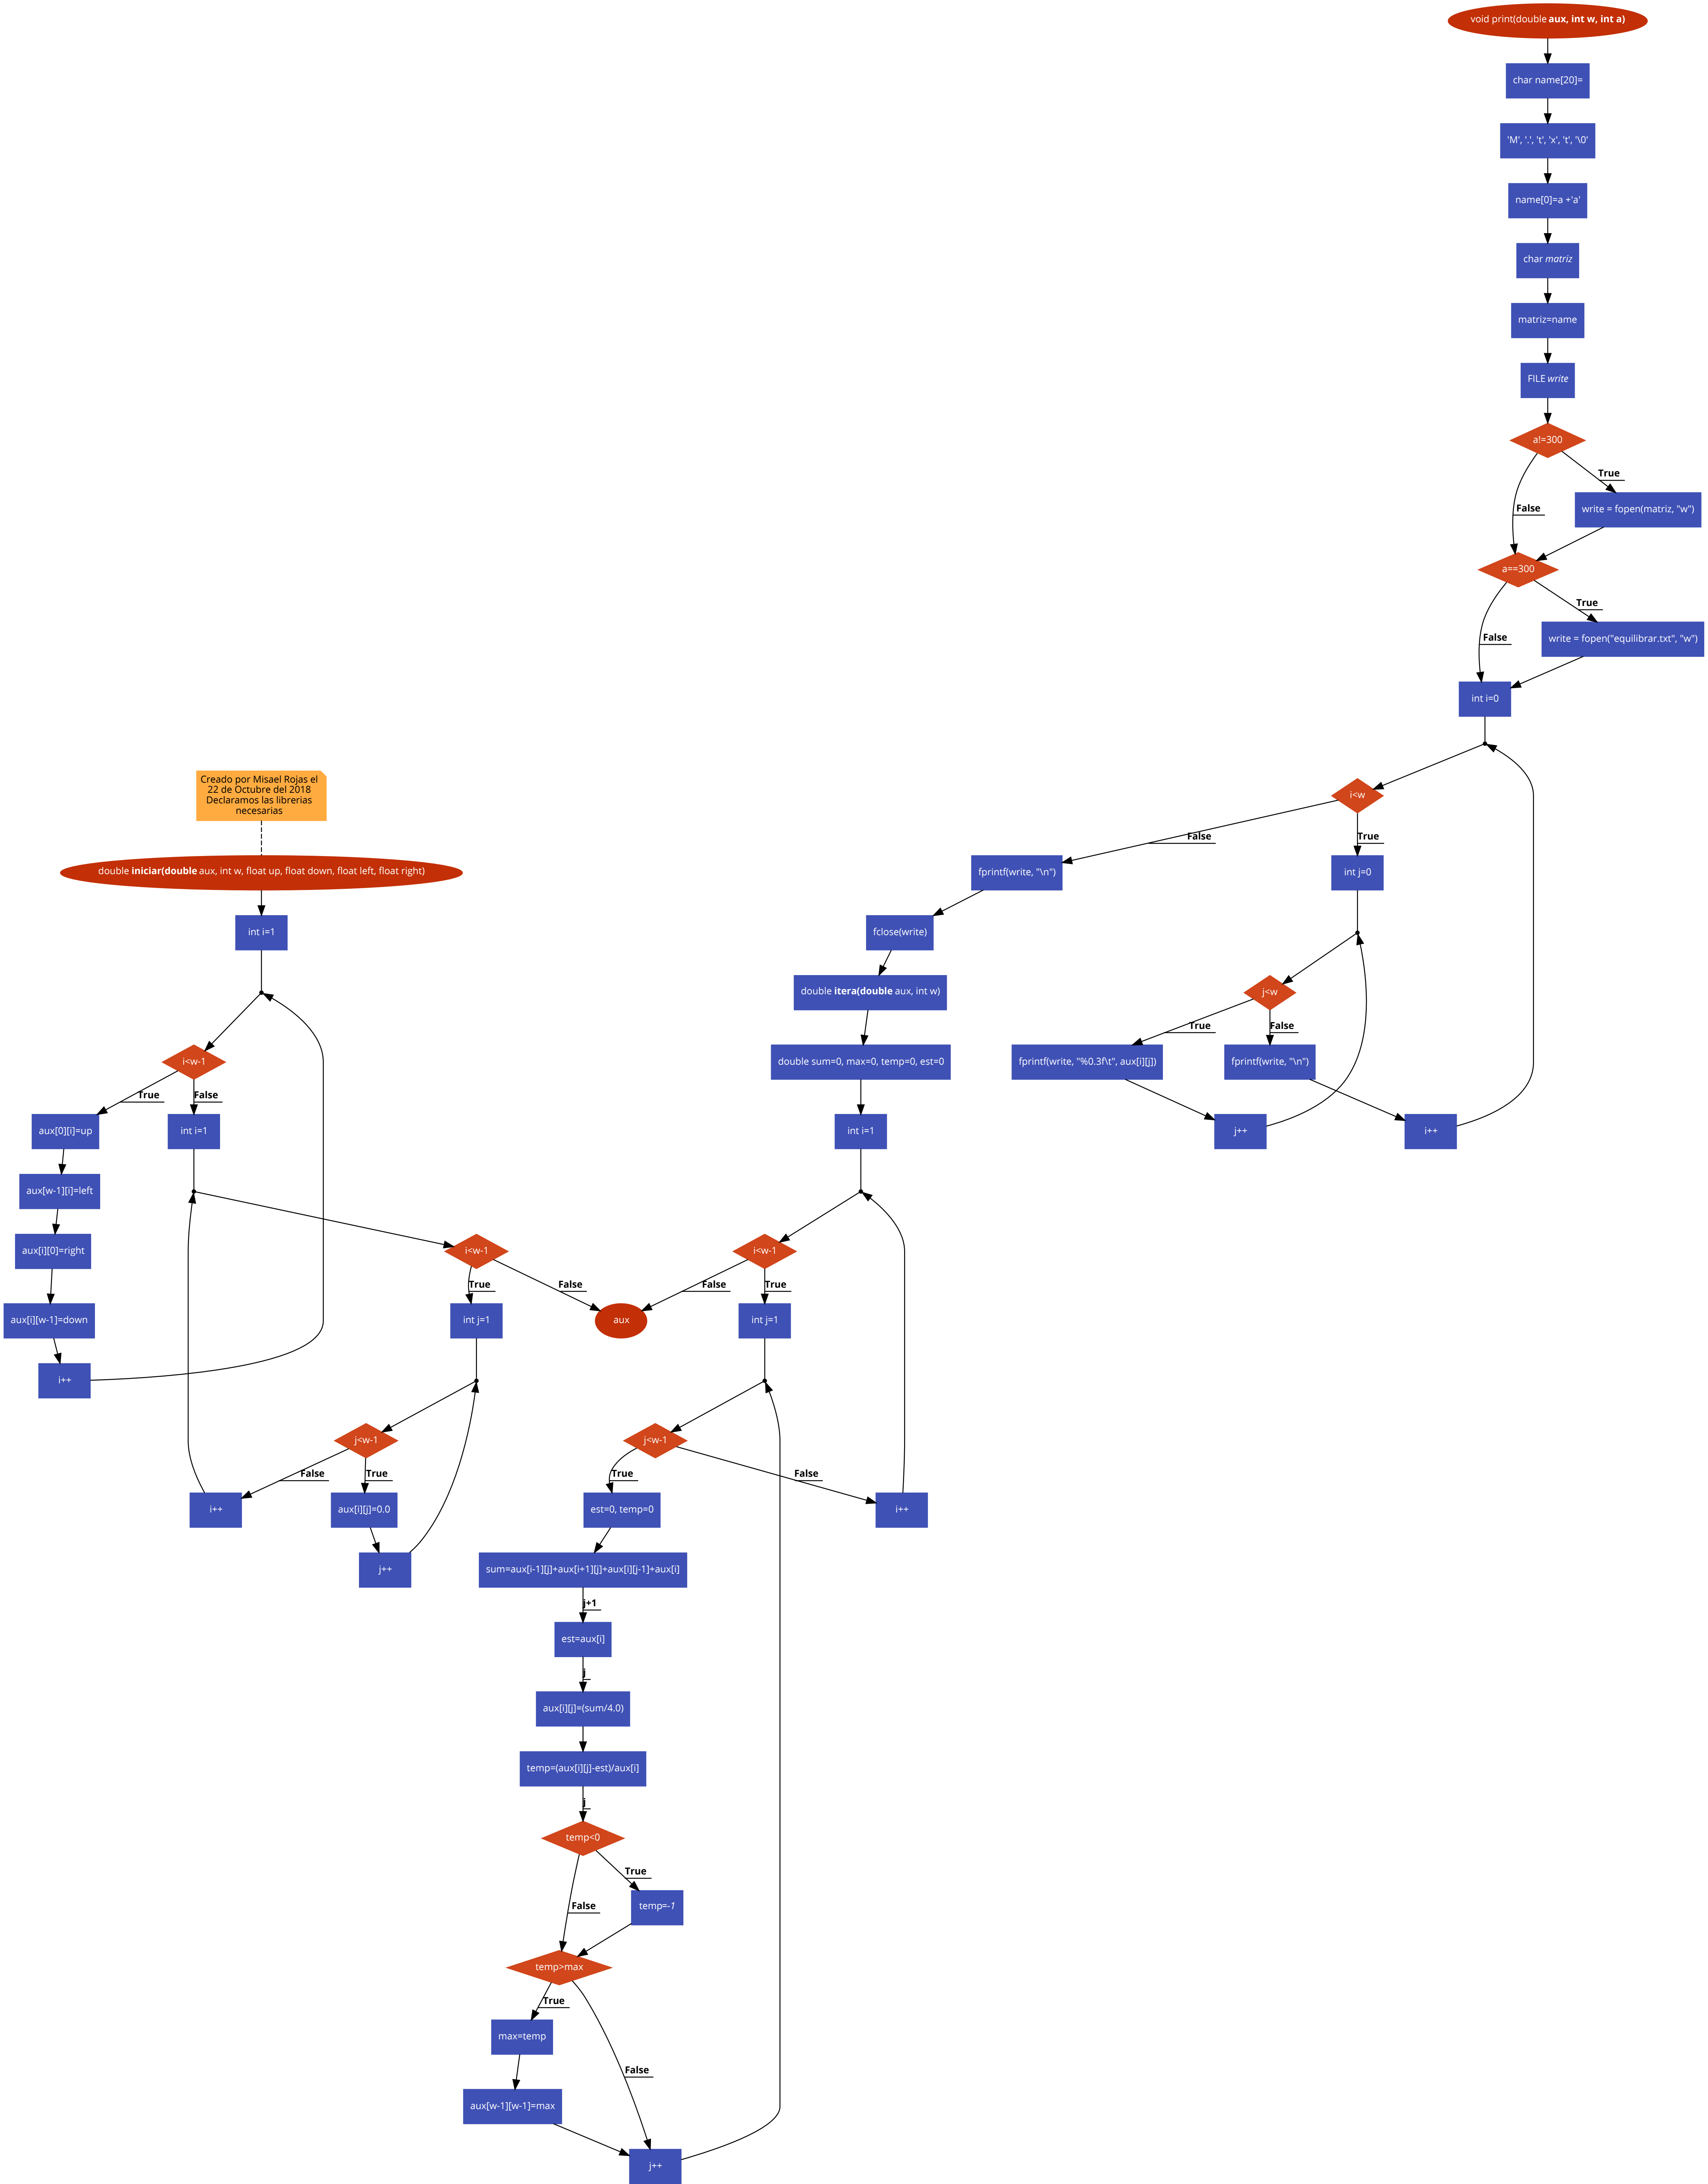 void print(double aux, int w, int a)
char name[20]=
'M', '.', 't', 'x', 't', '\0'
name[0]=a +'a'
char matriz
matriz=name
FILE write
a!=300
True
False
write = fopen(matriz, "w")
a==300
True
False
write = fopen("equilibrar.txt", "w")
int i=0
i<w
False
True
fprintf(write, "\n")
int j=0
fclose(write)
j<w
True
False
fprintf(write, "%0.3f\t", aux[i][j])
fprintf(write, "\n")
j++
i++
double itera(double aux, int w)
double sum=0, max=0, temp=0, est=0
int i=1
i<w-1
False
True
int j=1
j<w-1
True
False
est=0, temp=0
i++
sum=aux[i-1][j]+aux[i+1][j]+aux[i][j-1]+aux[i]
j+1
est=aux[i]
j
aux[i][j]=(sum/4.0)
temp=(aux[i][j]-est)/aux[i]
j
temp<0
True
False
temp=-1
temp>max
True
False
max=temp
aux[w-1][w-1]=max
j++
Creado por Misael Rojas el
22 de Octubre del 2018
Declaramos las librerias
necesarias
double iniciar(double aux, int w, float up, float down, float left, float right)
int i=1
i<w-1
True
False
aux[0][i]=up
int i=1
aux[w-1][i]=left
aux[i][0]=right
aux[i][w-1]=down
i++
i<w-1
True
False
int j=1
aux
j<w-1
False
True
i++
aux[i][j]=0.0
j++